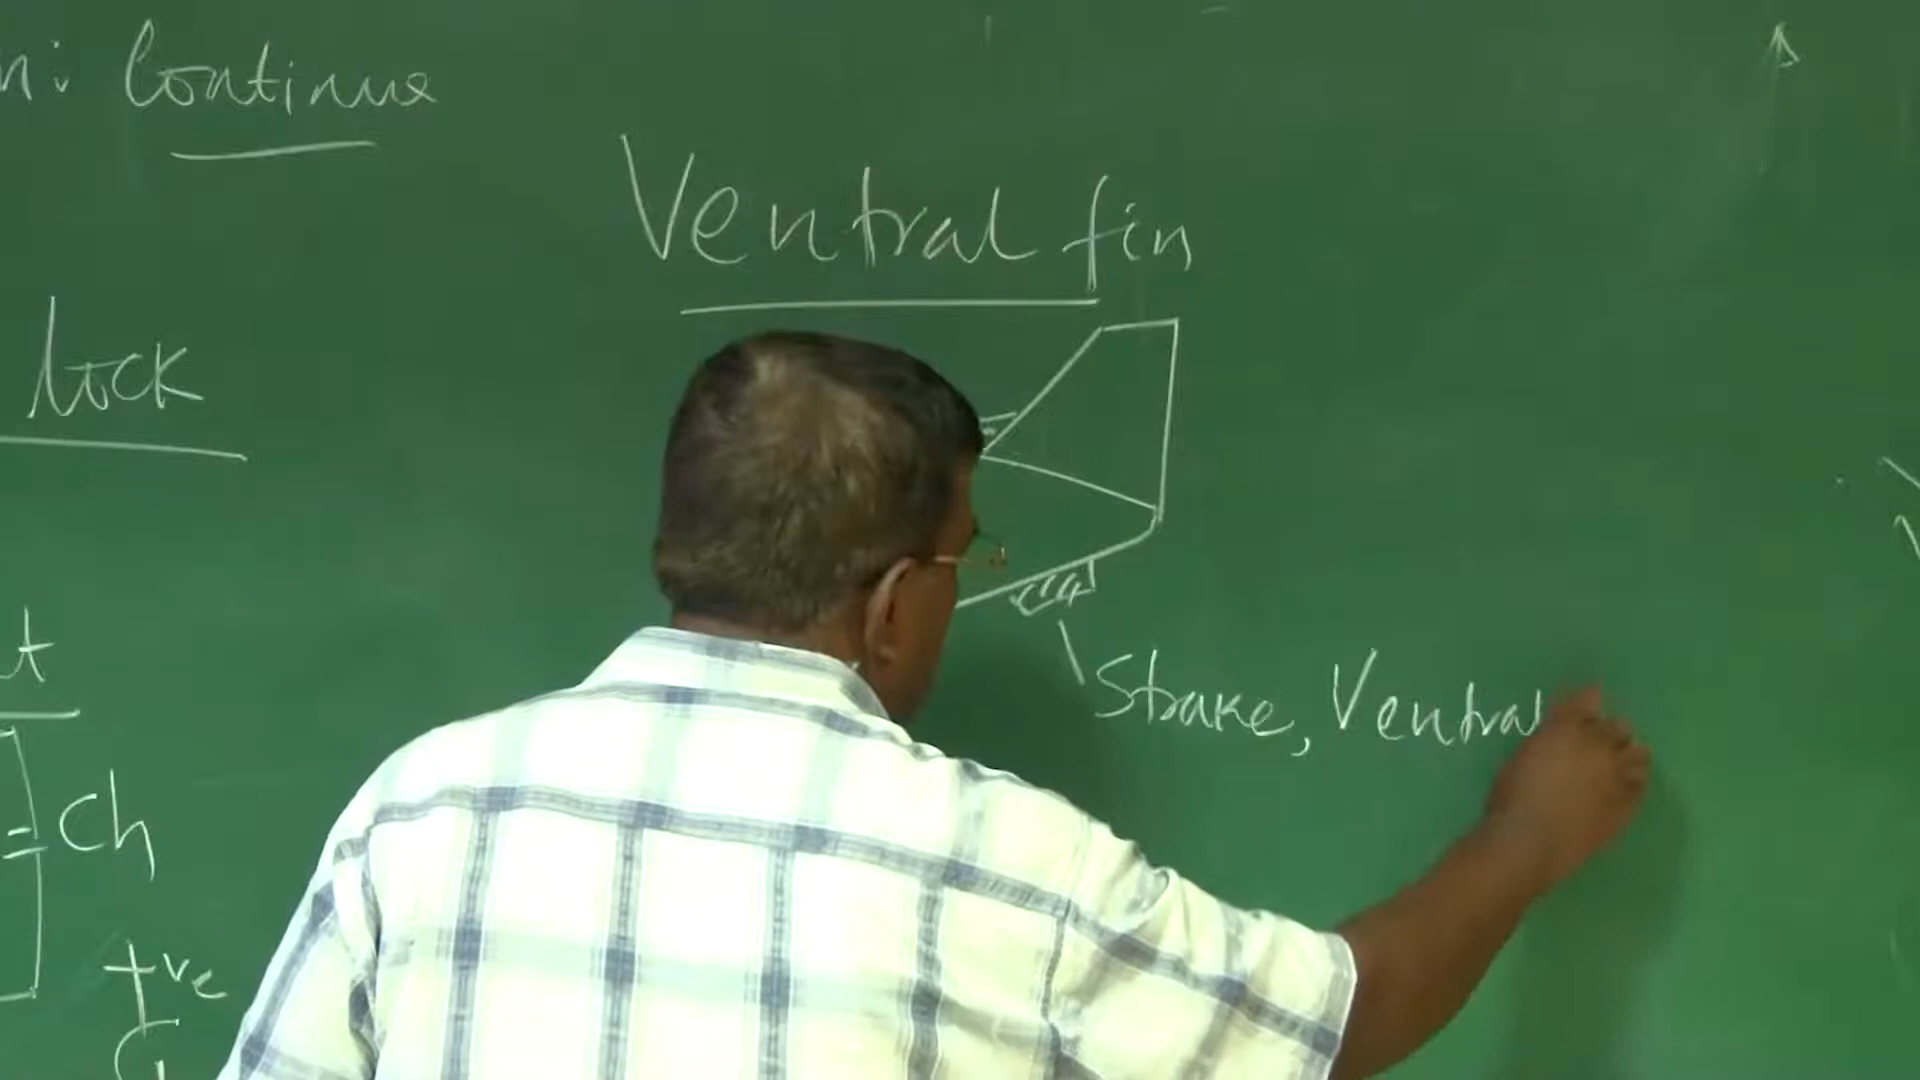 n: Continue
Ventral fin
lock
t
Strake, Ventral
= Ch
+ve